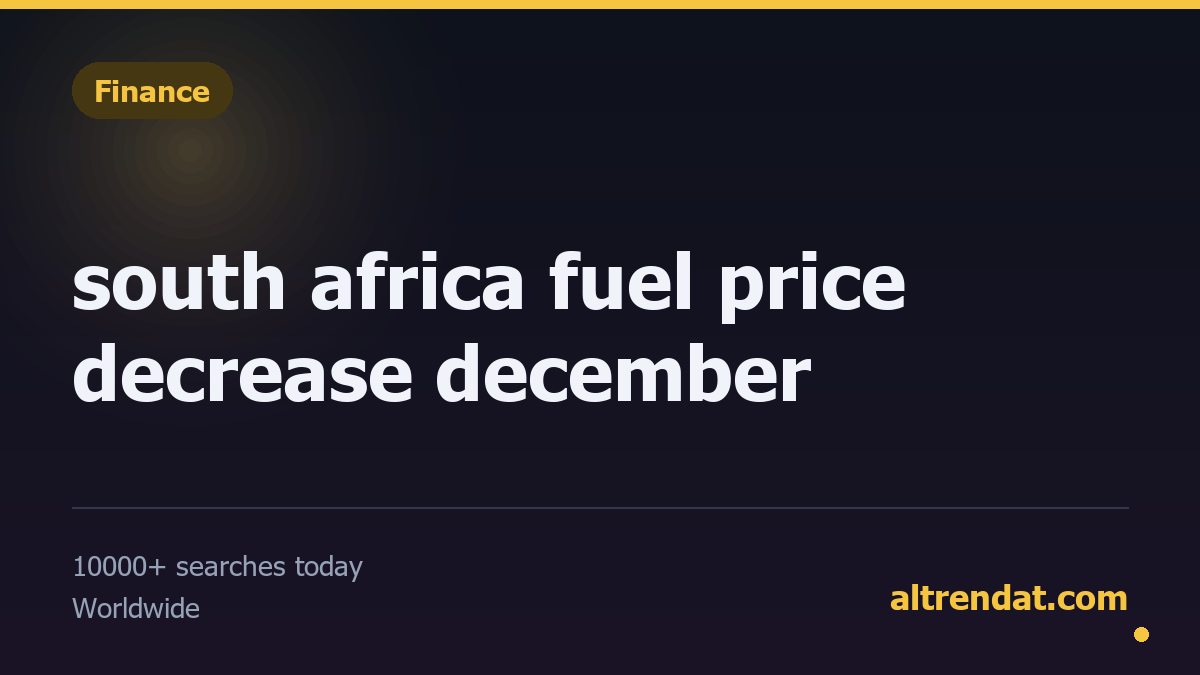 Finance
south africa fuel price
decrease december
10000+ searches today
Worldwide
altrendat.com